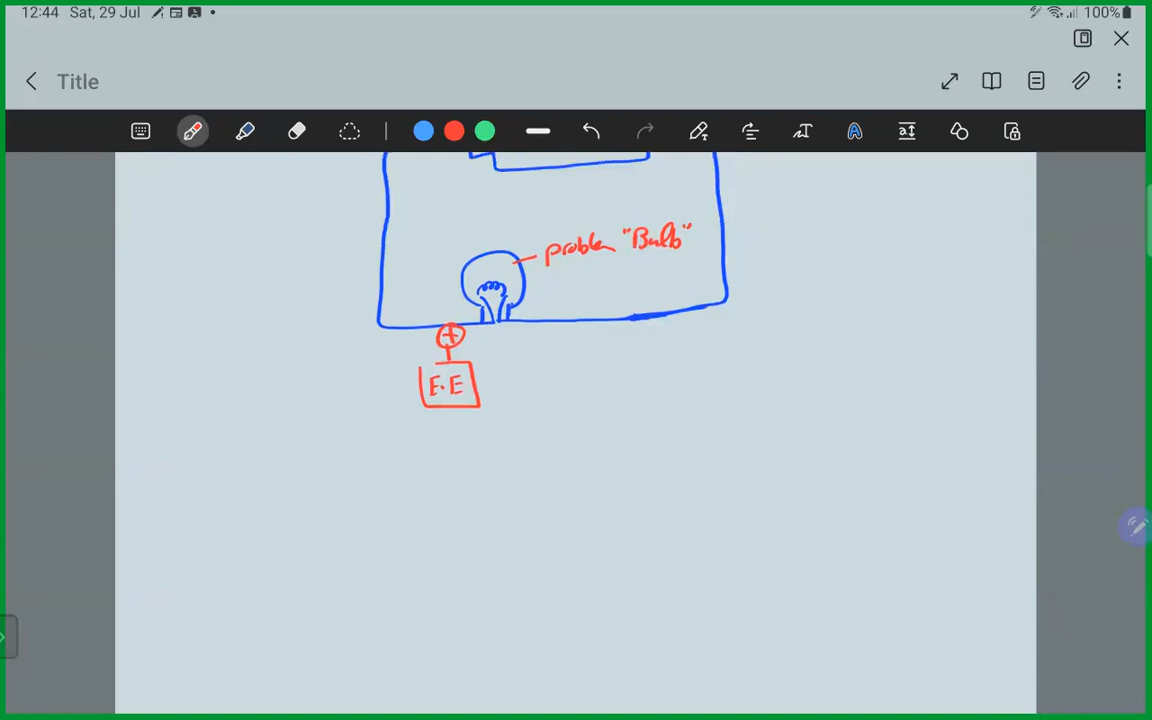 12:44 Sat, 29 Jul
100%
Title
problem "Bulb"
+
E.E